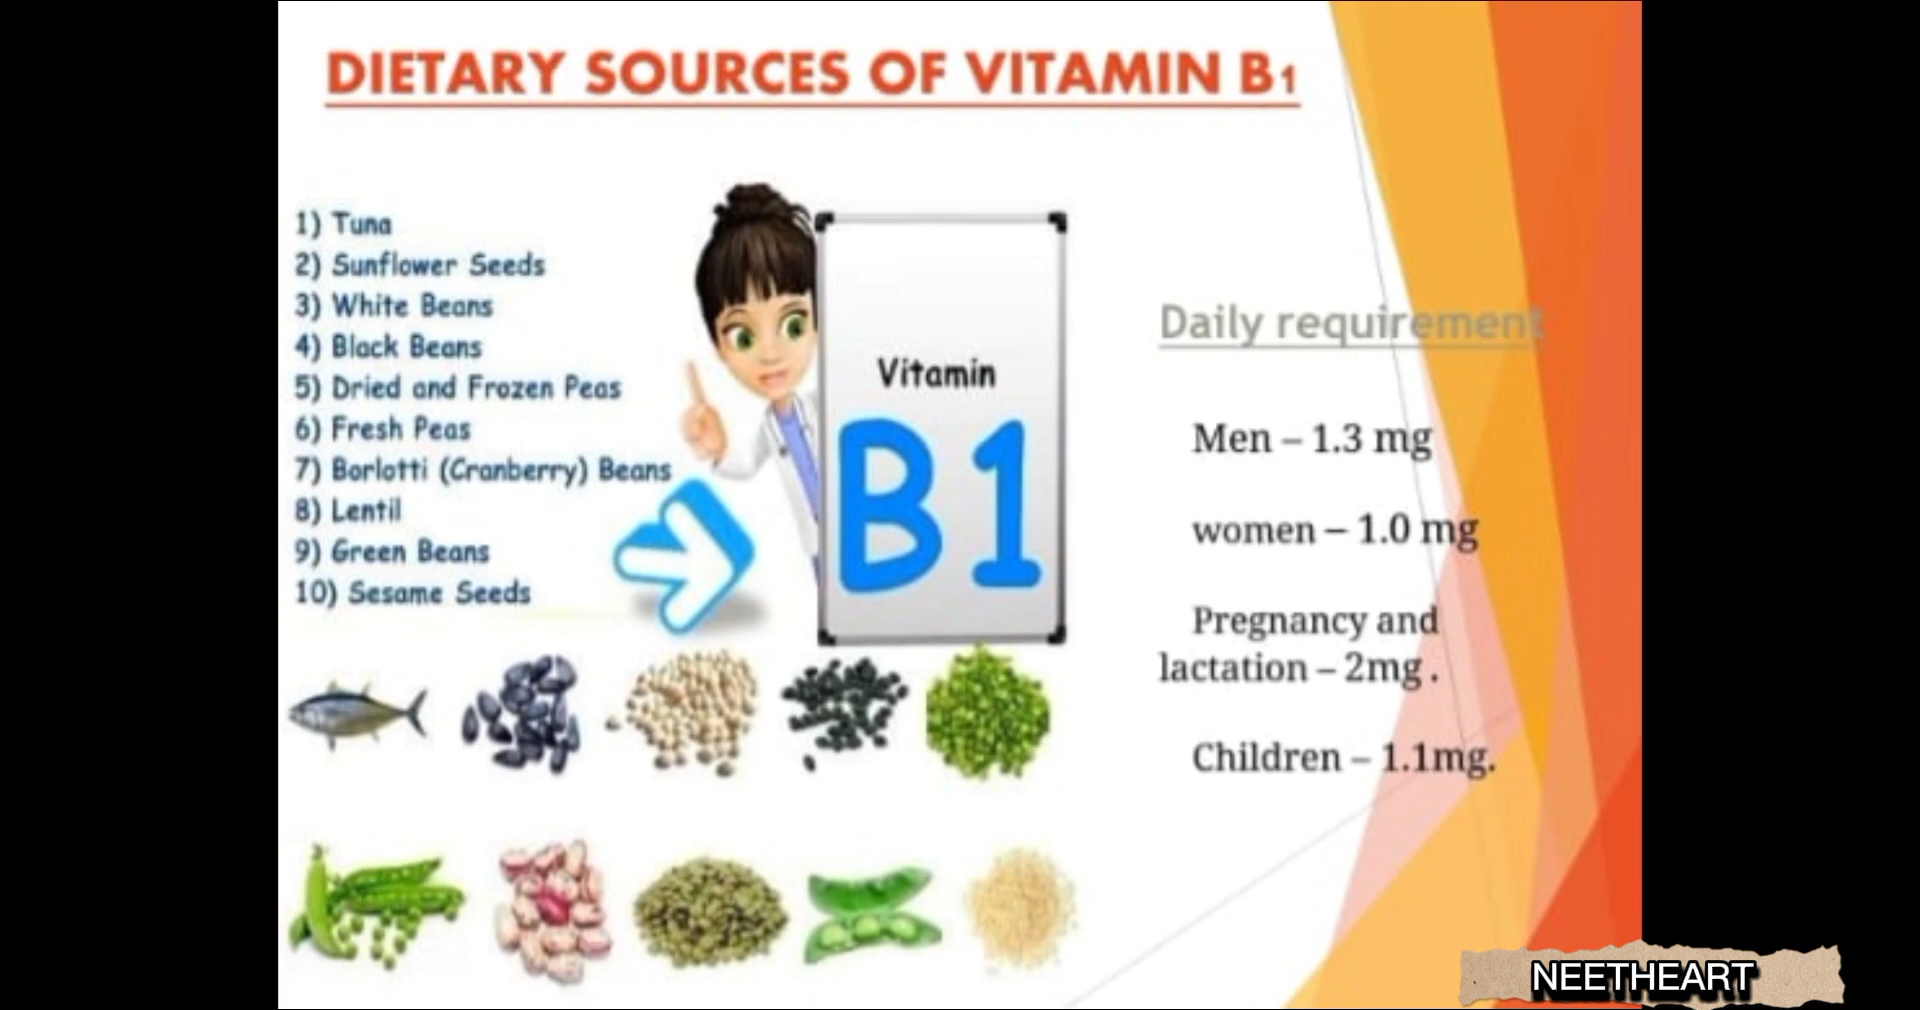 DIETARY SOURCES OF VITAMIN B1
1) Tuna
2) Sunflower Seeds
3) White Beans
4) Black Beans
5) Dried and Frozen Peas
6) Fresh Peas
7) Borlotti (Cranberry) Beans
8) Lentil
9) Green Beans
10) Sesame Seeds
Vitamin
B1
Daily requirement
Men – 1.3 mg
women – 1.0 mg
Pregnancy and
lactation – 2mg .
Children – 1.1mg.
NEETHEART